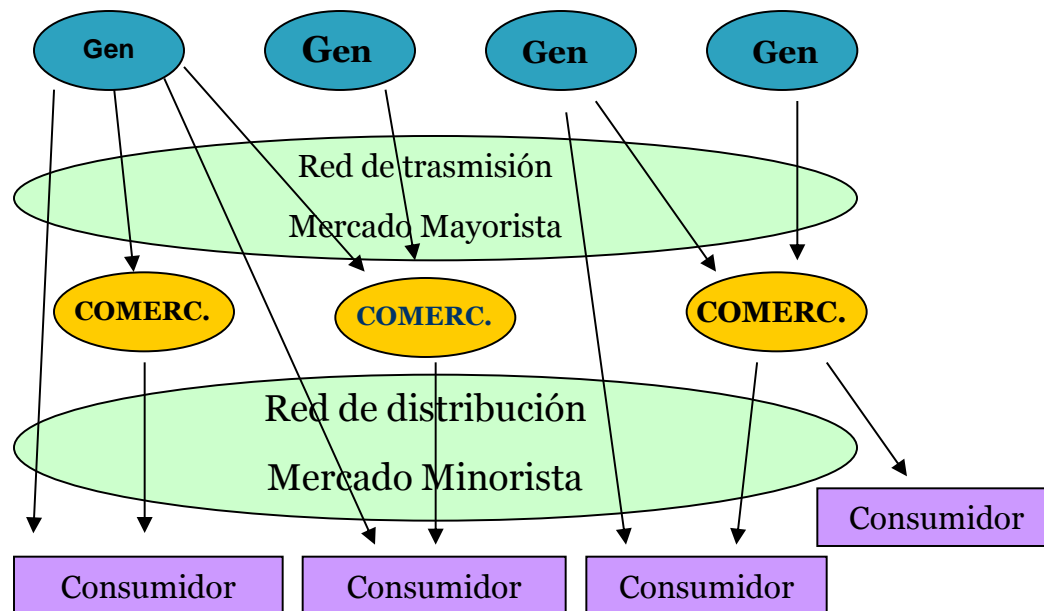 Gen
Gen
Gen
Gen
Red de trasmisión
Mercado Mayorista
COMERC.
COMERC.
COMERC.
Red de distribución
Mercado Minorista
Consumidor
Consumidor
Consumidor
Consumidor